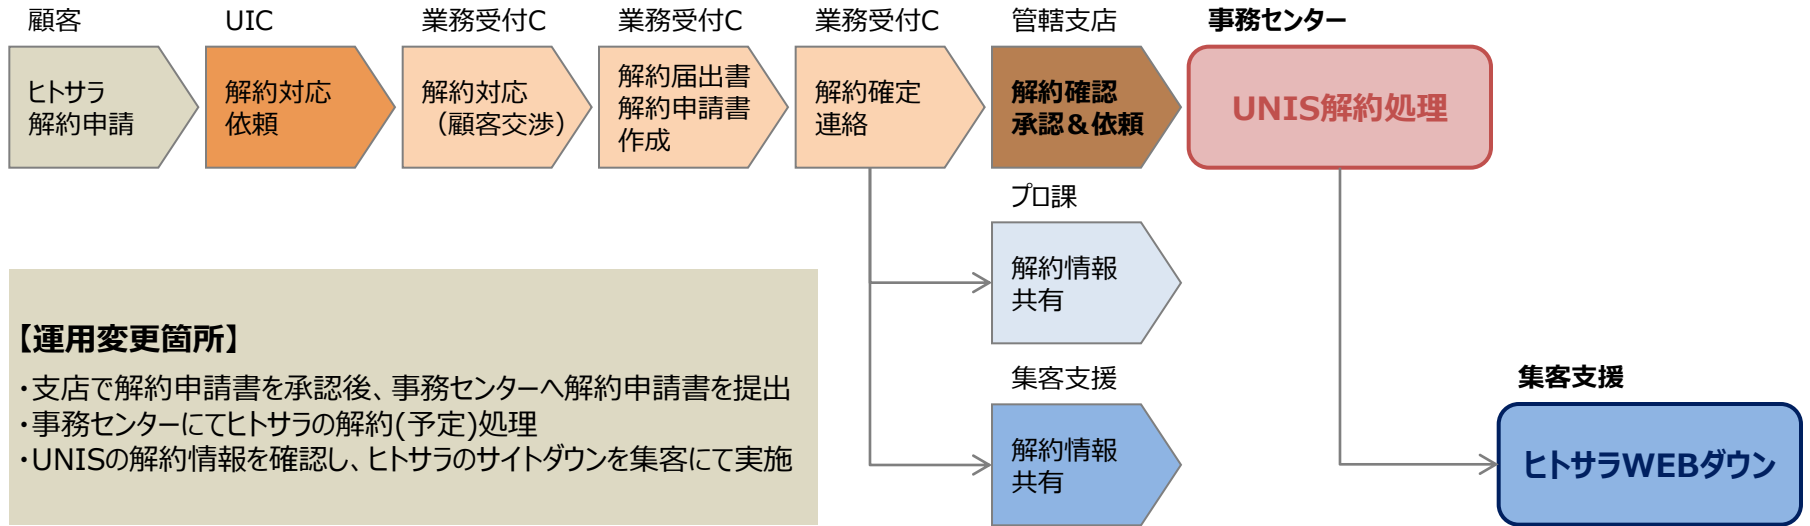 顧客
UIC
業務受付C
業務受付C
業務受付C
管轄支店
事務センター
ヒトサラ
解約申請
解約対応
依頼
解約対応
（顧客交渉）
解約届出書
解約申請書
作成
解約確定
連絡
解約確認
承認＆依頼
UNIS解約処理
プロ課
解約情報
共有
集客支援
解約情報
共有
集客支援
ヒトサラWEBダウン
【運用変更箇所】
・支店で解約申請書を承認後、事務センターへ解約申請書を提出
・事務センターにてヒトサラの解約(予定)処理
・UNISの解約情報を確認し、ヒトサラのサイトダウンを集客にて実施